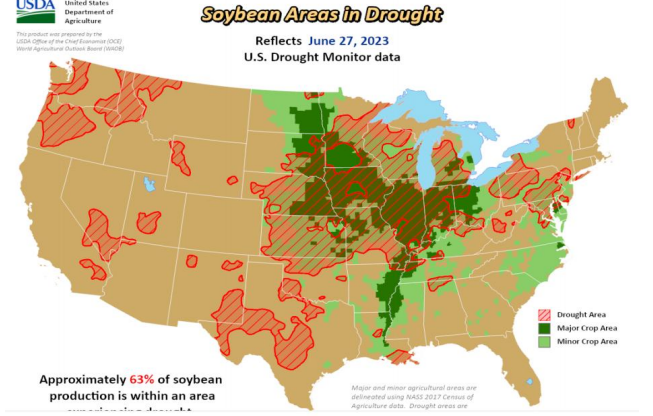 USDA
United States
Department of
Agriculture
This product was prepared by the
USDA Office of the Chief Economist (OCE)
World Agricultural Outlook Board (WAOB)
Soybean Areas in Drought
Reflects June 27, 2023
U.S. Drought Monitor data
Drought Area
Major Crop Area
Minor Crop Area
Approximately 63% of soybean
production is within an area
experiencing drought
Major and minor agricultural areas are
delineated using NASS 2017 Census of
Agriculture data. Drought areas are